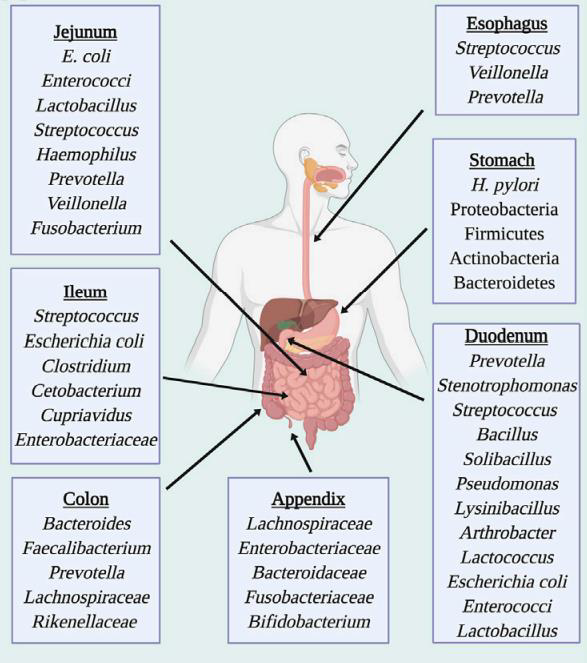 Jejunum
E. coli
Enterococci
Lactobacillus
Streptococcus
Haemophilus
Prevotella
Veillonella
Fusobacterium
Ileum
Streptococcus
Escherichia coli
Clostridium
Cetobacterium
Cupriavidus
Enterobacteriaceae
Colon
Bacteroides
Faecalibacterium
Prevotella
Lachnospiraceae
Rikenellaceae
Appendix
Lachnospiraceae
Enterobacteriaceae
Bacteroidaceae
Fusobacteriaceae
Bifidobacterium
Esophagus
Streptococcus
Veillonella
Prevotella
Stomach
H. pylori
Proteobacteria
Firmicutes
Actinobacteria
Bacteroidetes
Duodenum
Prevotella
Stenotrophomonas
Streptococcus
Bacillus
Solibacillus
Pseudomonas
Lysinibacillus
Arthrobacter
Lactococcus
Escherichia coli
Enterococci
Lactobacillus